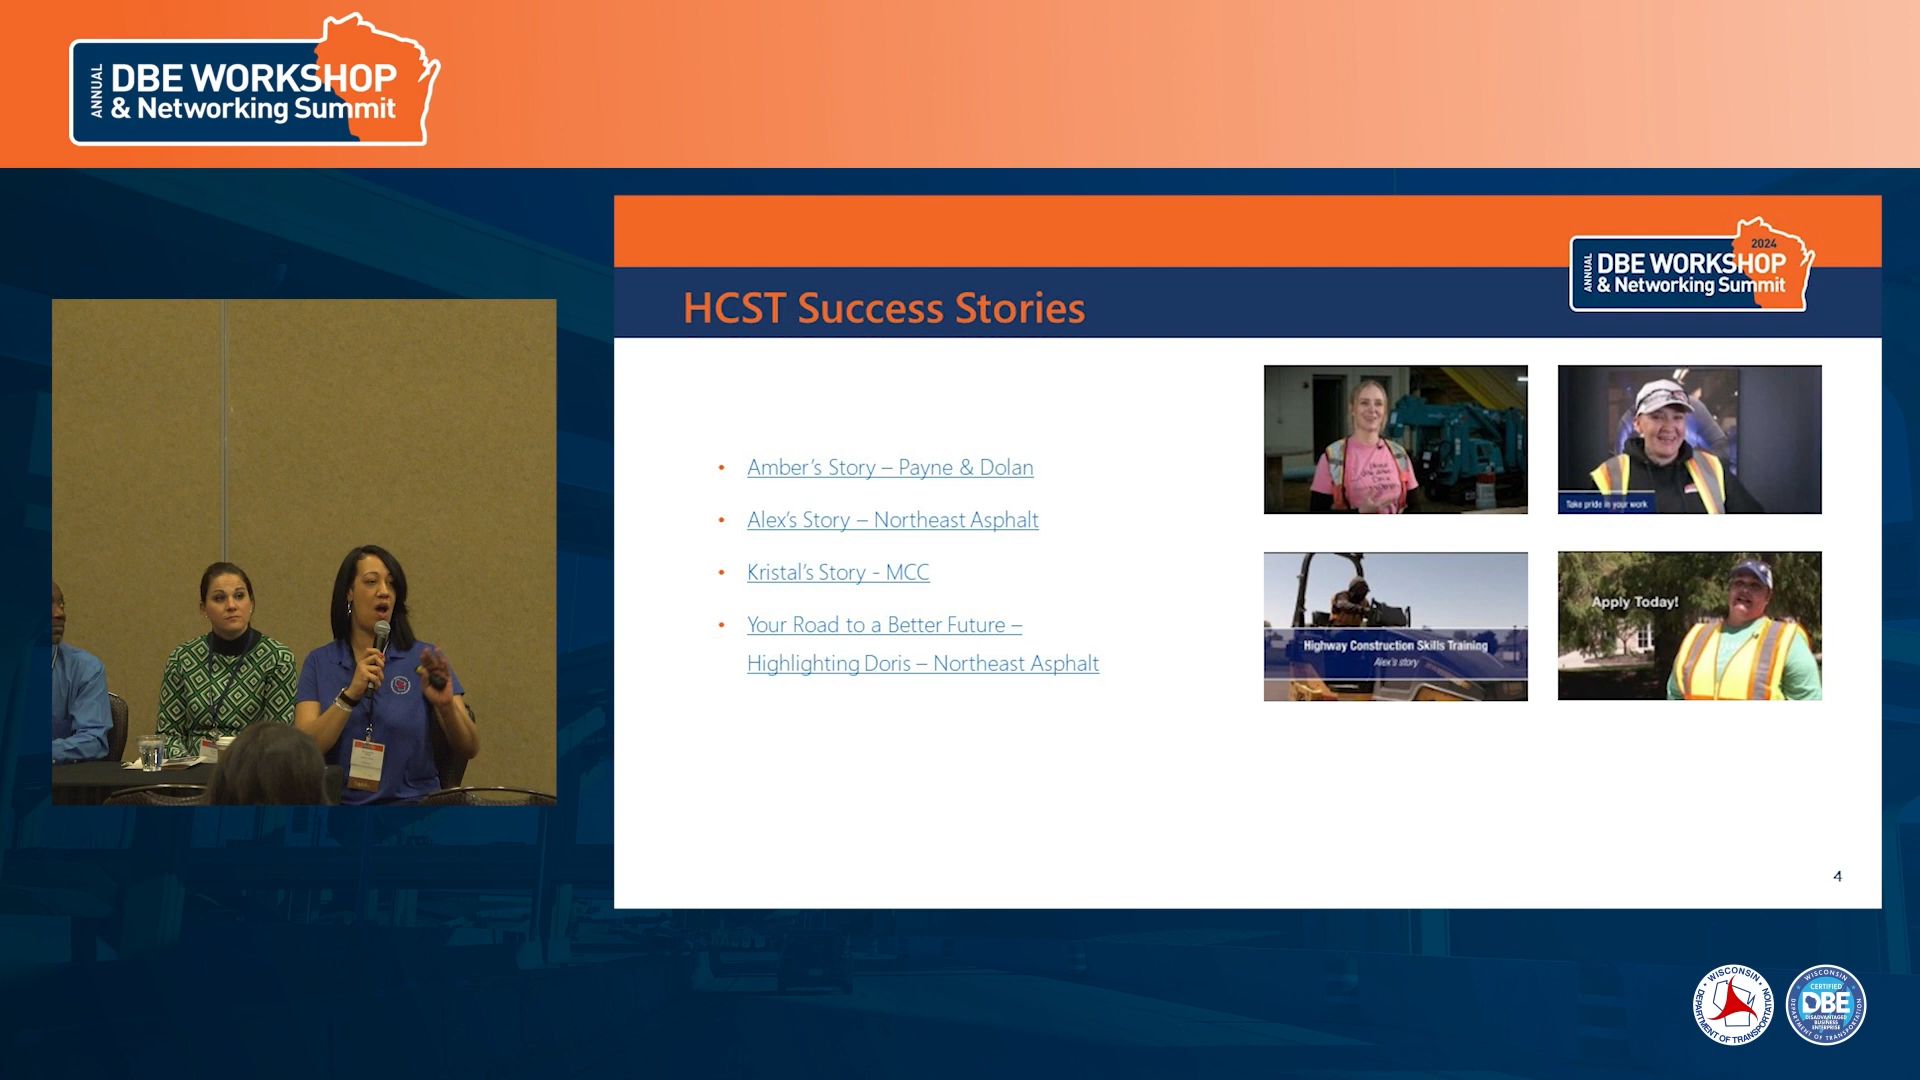 ANNUAL
DBE WORKSHOP
& Networking Summit
HCST Success Stories
2024
ANNUAL
DBE WORKSHOP
& Networking Summit
• Amber's Story – Payne & Dolan
• Alex's Story – Northeast Asphalt
• Kristal's Story - MCC
• Your Road to a Better Future –
Highlighting Doris – Northeast Asphalt
Take pride in your work
Highway Construction Skills Training
Alex's story
Apply Today!
4
WISCONSIN
DEPARTMENT OF TRANSPORTATION
WISCONSIN
CERTIFIED
DBE
DISADVANTAGED
BUSINESS
ENTERPRISE
DEPARTMENT OF TRANSPORTATION